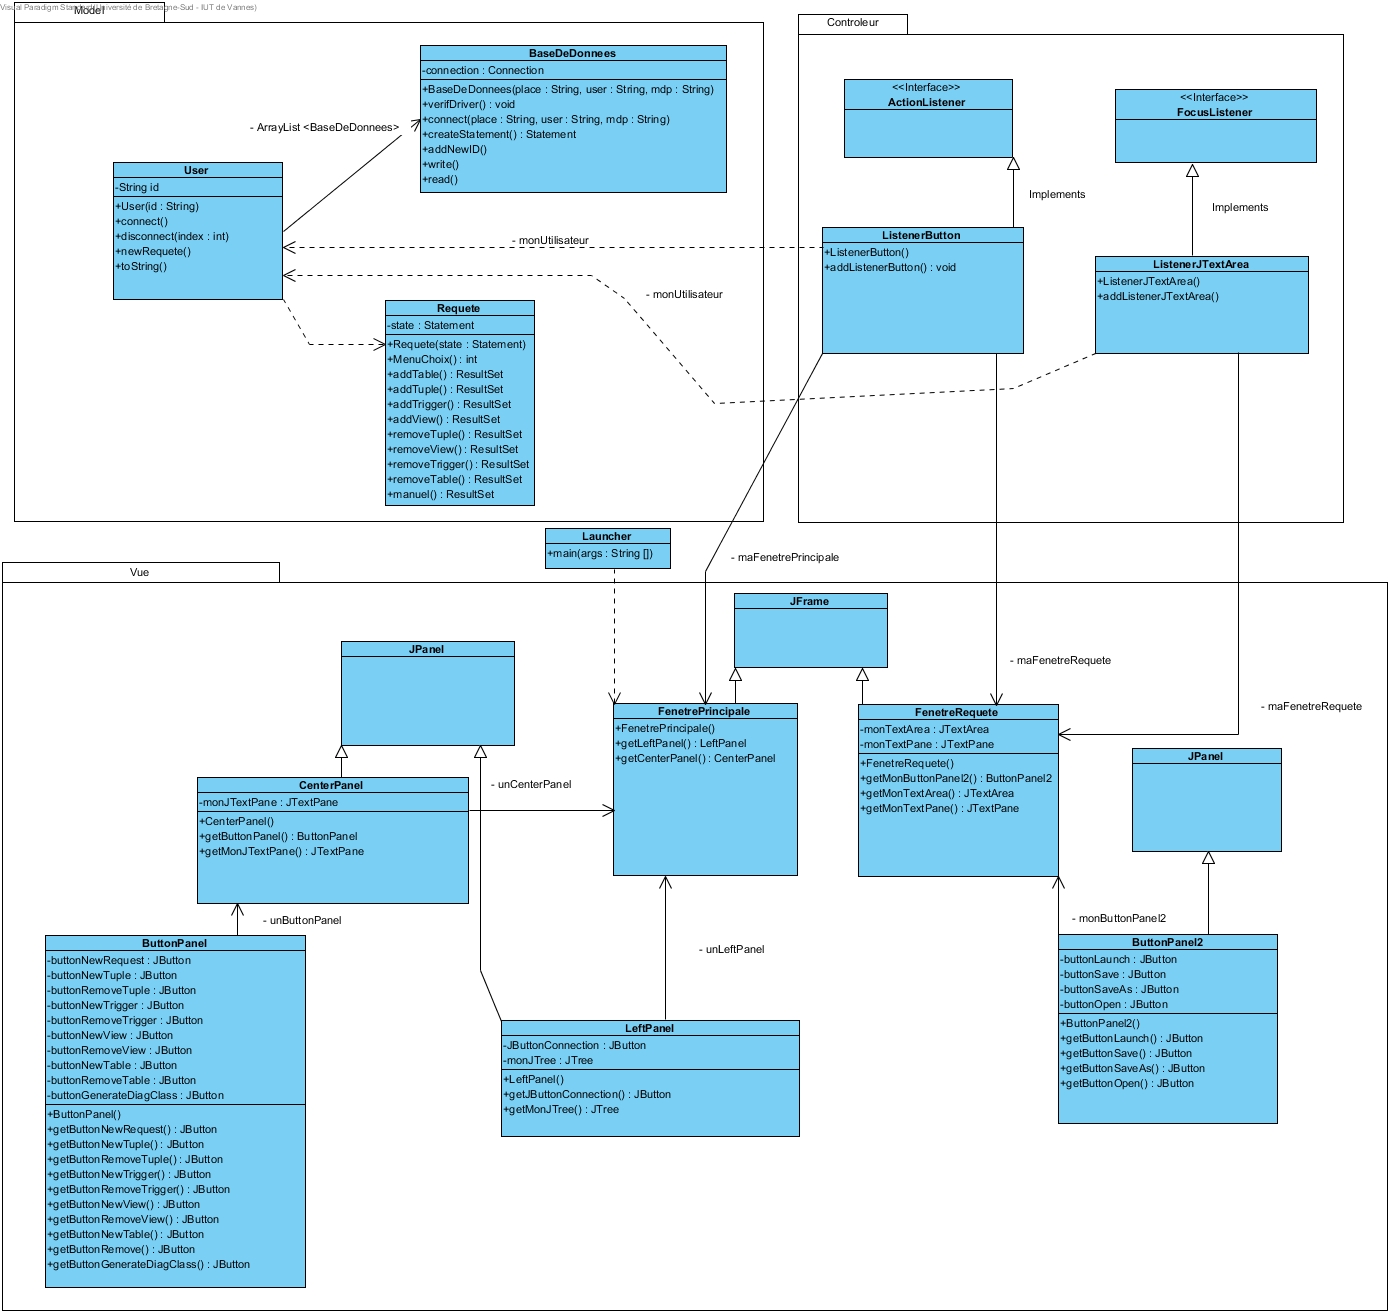 Visual Paradigm Standard(Université de Bretagne-Sud - IUT de Vannes)
Model
BaseDeDonnees
-connection : Connection
+BaseDeDonnees(place : String, user : String, mdp : String)
+verifDriver() : void
+connect(place : String, user : String, mdp : String)
+createStatement() : Statement
+addNewID()
+write()
+read()
- ArrayList <BaseDeDonnees>
User
-String id
+User(id : String)
+connect()
+disconnect(index : int)
+newRequete()
+toString()
- monUtilisateur
- monUtilisateur
Requete
-state : Statement
+Requete(state : Statement)
+MenuChoix() : int
+addTable() : ResultSet
+addTuple() : ResultSet
+addTrigger() : ResultSet
+addView() : ResultSet
+removeTuple() : ResultSet
+removeView() : ResultSet
+removeTrigger() : ResultSet
+removeTable() : ResultSet
+manuel() : ResultSet
Controleur
<<Interface>>
ActionListener
<<Interface>>
FocusListener
Implements
Implements
ListenerButton
+ListenerButton()
+addListenerButton() : void
ListenerJTextArea
+ListenerJTextArea()
+addListenerJTextArea()
Launcher
+main(args : String [])
- maFenetrePrincipale
- maFenetreRequete
- maFenetreRequete
Vue
JFrame
JPanel
FenetrePrincipale
+FenetrePrincipale()
+getLeftPanel() : LeftPanel
+getCenterPanel() : CenterPanel
FenetreRequete
-monTextArea : JTextArea
-monTextPane : JTextPane
+FenetreRequete()
+getMonButtonPanel2() : ButtonPanel2
+getMonTextArea() : JTextArea
+getMonTextPane() : JTextPane
JPanel
CenterPanel
-monJTextPane : JTextPane
+CenterPanel()
+getButtonPanel() : ButtonPanel
+getMonJTextPane() : JTextPane
- unCenterPanel
- unButtonPanel
- unLeftPanel
- monButtonPanel2
ButtonPanel
-buttonNewRequest : JButton
-buttonNewTuple : JButton
-buttonRemoveTuple : JButton
-buttonNewTrigger : JButton
-buttonRemoveTrigger : JButton
-buttonNewView : JButton
-buttonRemoveView : JButton
-buttonNewTable : JButton
-buttonRemoveTable : JButton
-buttonGenerateDiagClass : JButton
+ButtonPanel()
+getButtonNewRequest() : JButton
+getButtonNewTuple() : JButton
+getButtonRemoveTuple() : JButton
+getButtonNewTrigger() : JButton
+getButtonRemoveTrigger() : JButton
+getButtonNewView() : JButton
+getButtonRemoveView() : JButton
+getButtonNewTable() : JButton
+getButtonRemove() : JButton
+getButtonGenerateDiagClass() : JButton
LeftPanel
-JButtonConnection : JButton
-monJTree : JTree
+LeftPanel()
+getJButtonConnection() : JButton
+getMonJTree() : JTree
ButtonPanel2
-buttonLaunch : JButton
-buttonSave : JButton
-buttonSaveAs : JButton
-buttonOpen : JButton
+ButtonPanel2()
+getButtonLaunch() : JButton
+getButtonSave() : JButton
+getButtonSaveAs() : JButton
+getButtonOpen() : JButton